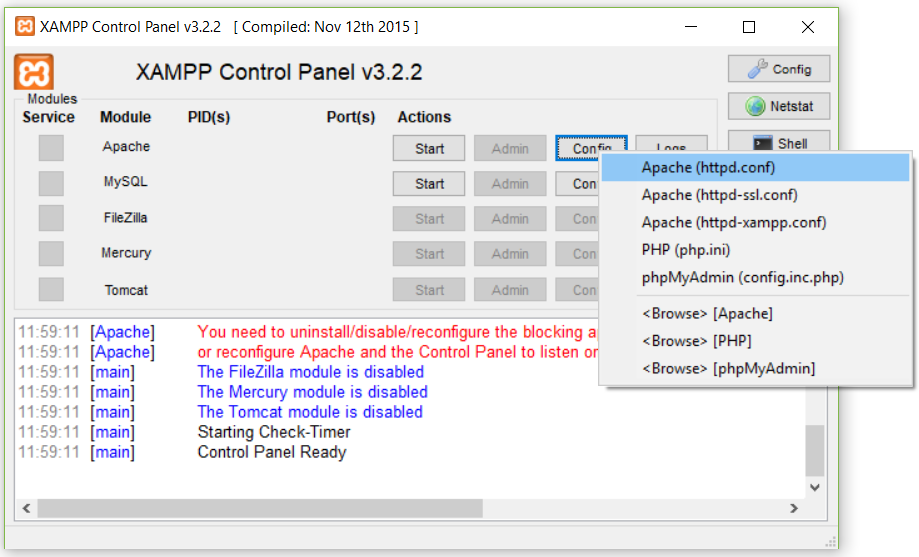 XAMPP Control Panel v3.2.2 [ Compiled: Nov 12th 2015 ]
XAMPP Control Panel v3.2.2
Config
Modules
Service Module PID(s) Port(s) Actions
Netstat
Apache Start Admin Config Logs
Shell
MySQL Start Admin Con
FileZilla Start Admin Con
Mercury Start Admin Con
Tomcat Start Admin Con
Apache (httpd.conf)
Apache (httpd-ssl.conf)
Apache (httpd-xampp.conf)
PHP (php.ini)
phpMyAdmin (config.inc.php)
<Browse> [Apache]
<Browse> [PHP]
<Browse> [phpMyAdmin]
11:59:11 [Apache] You need to uninstall/disable/reconfigure the blocking a
11:59:11 [Apache] or reconfigure Apache and the Control Panel to listen on
11:59:11 [main] The FileZilla module is disabled
11:59:11 [main] The Mercury module is disabled
11:59:11 [main] The Tomcat module is disabled
11:59:11 [main] Starting Check-Timer
11:59:11 [main] Control Panel Ready